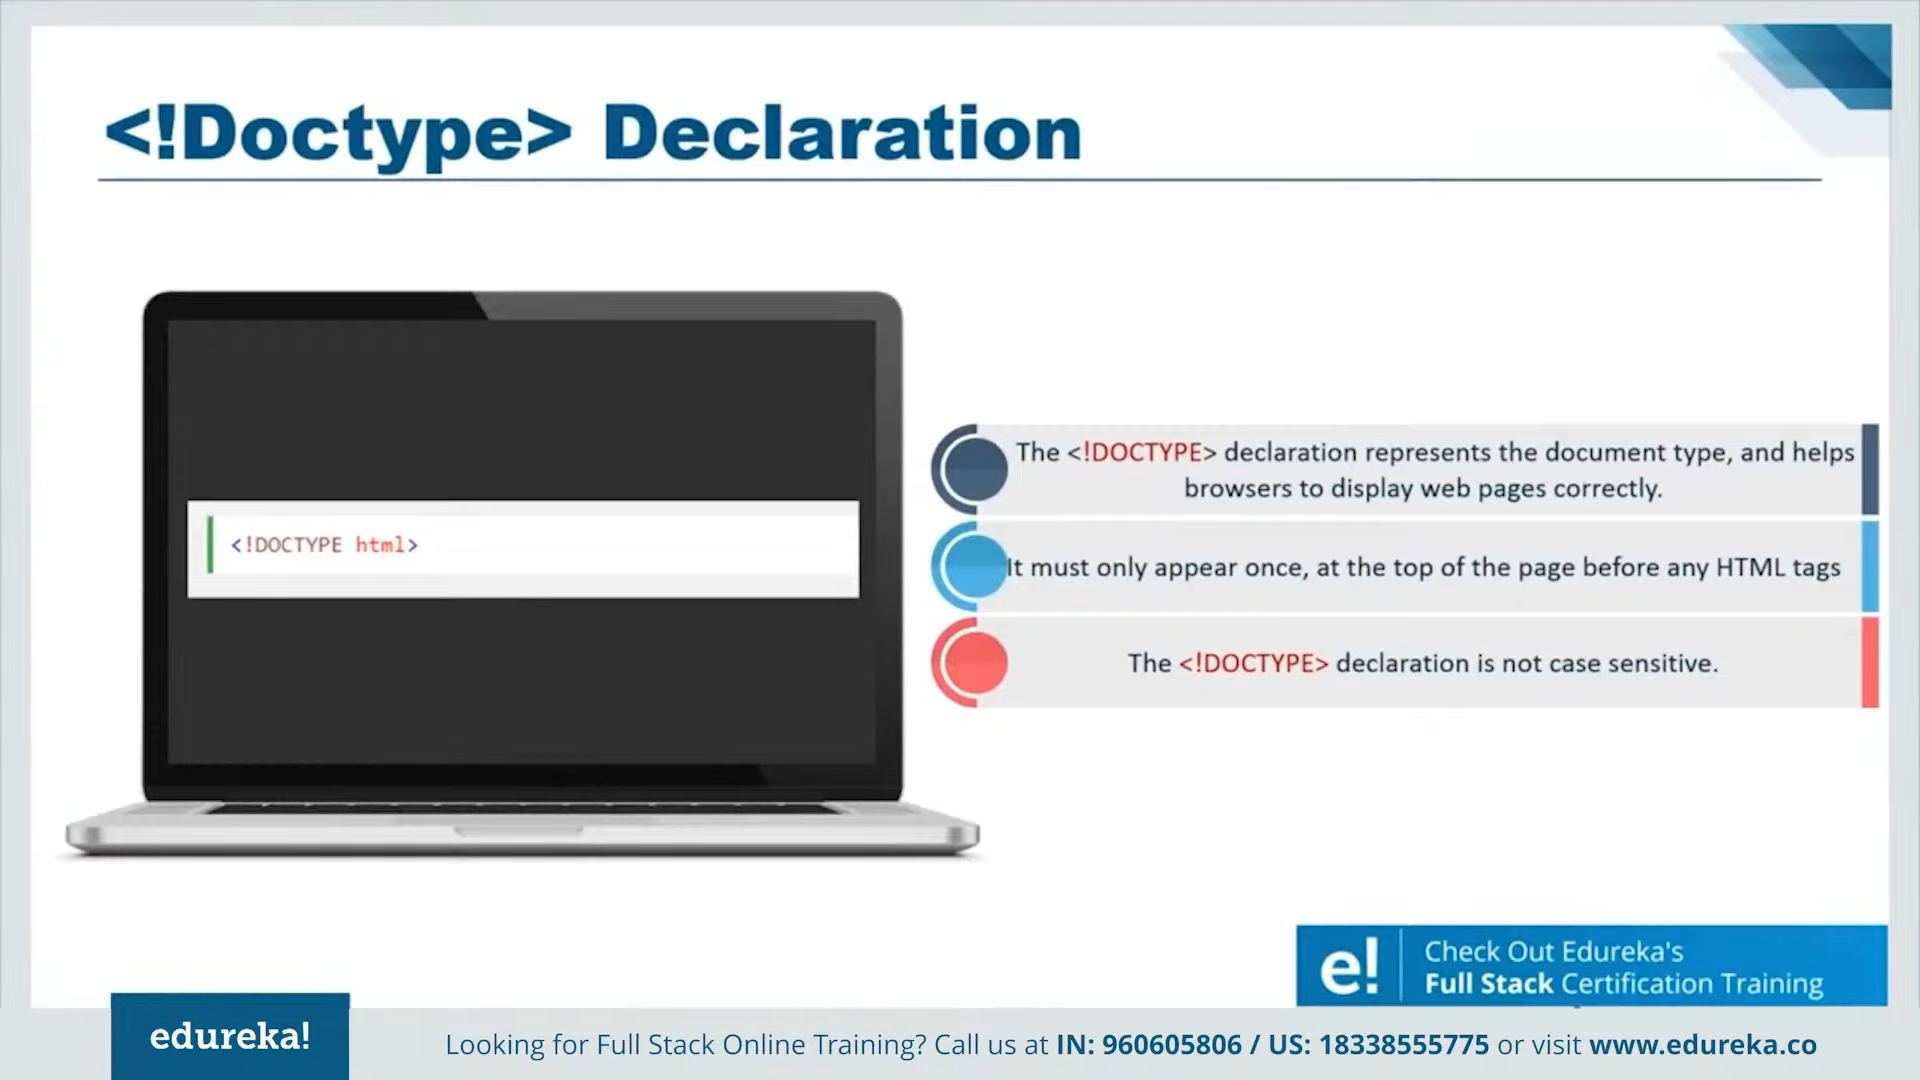 <!Doctype> Declaration
<!DOCTYPE html>
The <!DOCTYPE> declaration represents the document type, and helps
browsers to display web pages correctly.
It must only appear once, at the top of the page before any HTML tags
The <!DOCTYPE> declaration is not case sensitive.
e!
Check Out Edureka's
Full Stack Certification Training
edureka!
Looking for Full Stack Online Training? Call us at IN: 960605806 / US: 18338555775 or visit www.edureka.co